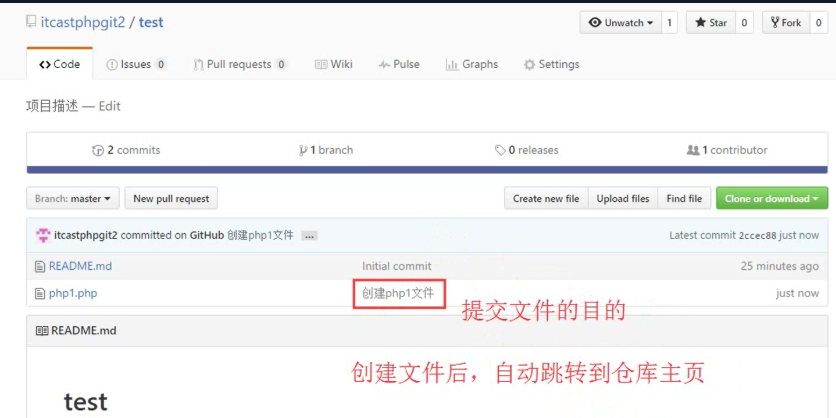 itcastphpgit2 / test
Unwatch 1 Star 0 Fork 0
Code Issues 0 Pull requests 0 Wiki Pulse Graphs Settings
项目描述 — Edit
2 commits 1 branch 0 releases 1 contributor
Branch: master New pull request Create new file Upload files Find file Clone or download
itcastphpgit2 committed on GitHub 创建php1文件 ... Latest commit 2ccec88 just now
README.md Initial commit 25 minutes ago
php1.php 创建php1文件 just now
提交文件的目的
README.md
创建文件后，自动跳转到仓库主页
test